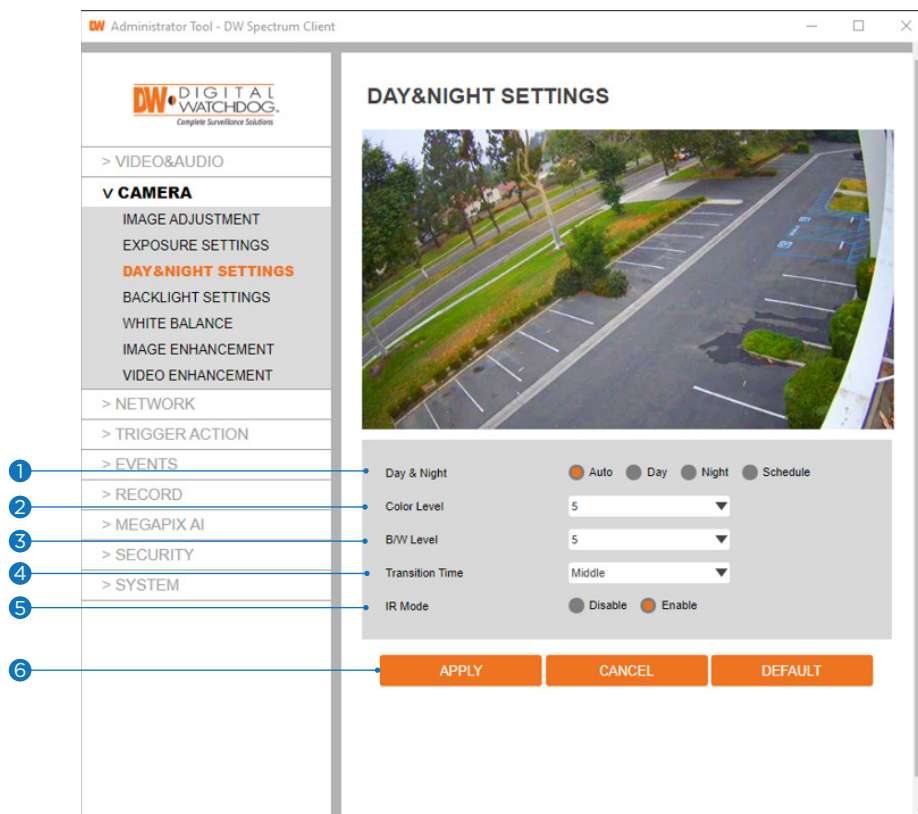 DW Administrator Tool - DW Spectrum Client
DW DIGITAL
WATCHDOG®
Complete Surveillance Solutions
> VIDEO&AUDIO
v CAMERA
IMAGE ADJUSTMENT
EXPOSURE SETTINGS
DAY&NIGHT SETTINGS
BACKLIGHT SETTINGS
WHITE BALANCE
IMAGE ENHANCEMENT
VIDEO ENHANCEMENT
> NETWORK
> TRIGGER ACTION
> EVENTS
> RECORD
> MEGAPIX AI
> SECURITY
> SYSTEM
DAY&NIGHT SETTINGS
1 Day & Night Auto Day Night Schedule
2 Color Level 5
3 B/W Level 5
4 Transition Time Middle
5 IR Mode Disable Enable
6 APPLY CANCEL DEFAULT